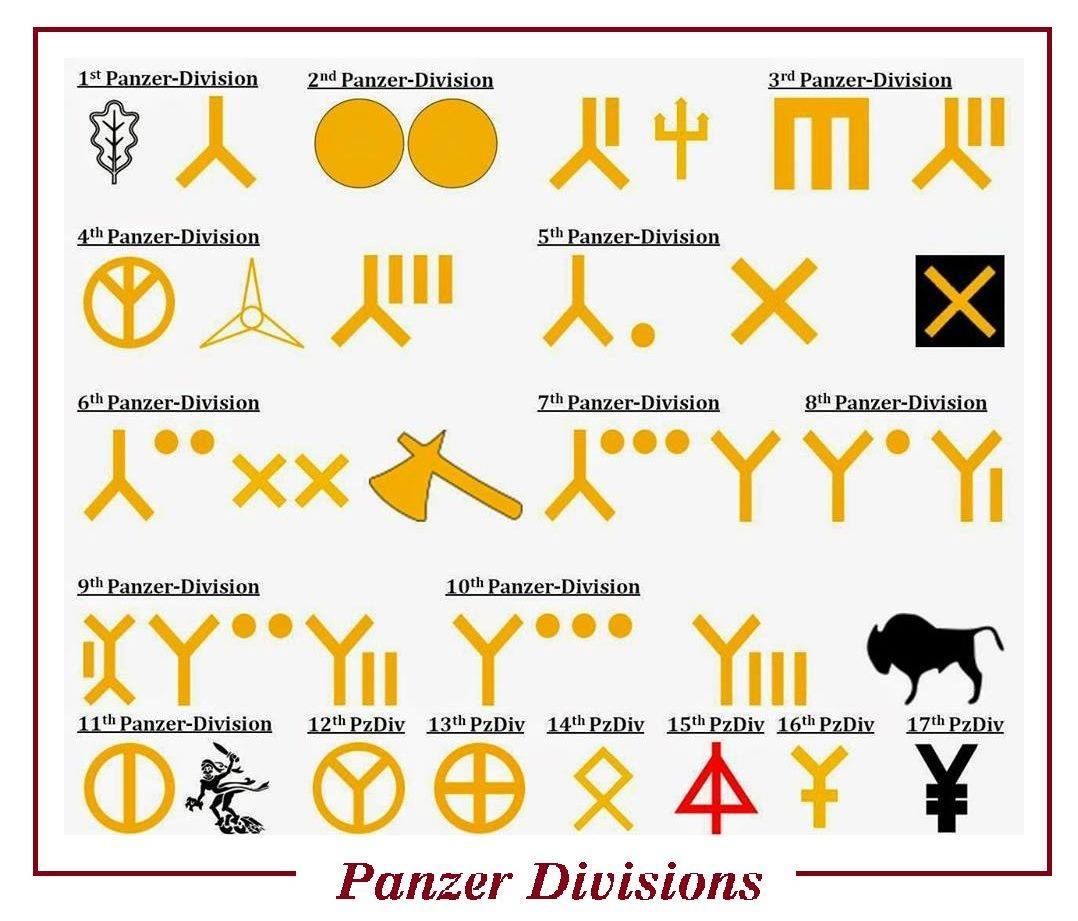 1st Panzer-Division 2nd Panzer-Division 3rd Panzer-Division
4th Panzer-Division 5th Panzer-Division
6th Panzer-Division 7th Panzer-Division 8th Panzer-Division
9th Panzer-Division 10th Panzer-Division
11th Panzer-Division 12th PzDiv 13th PzDiv 14th PzDiv 15th PzDiv 16th PzDiv 17th PzDiv
Panzer Divisions